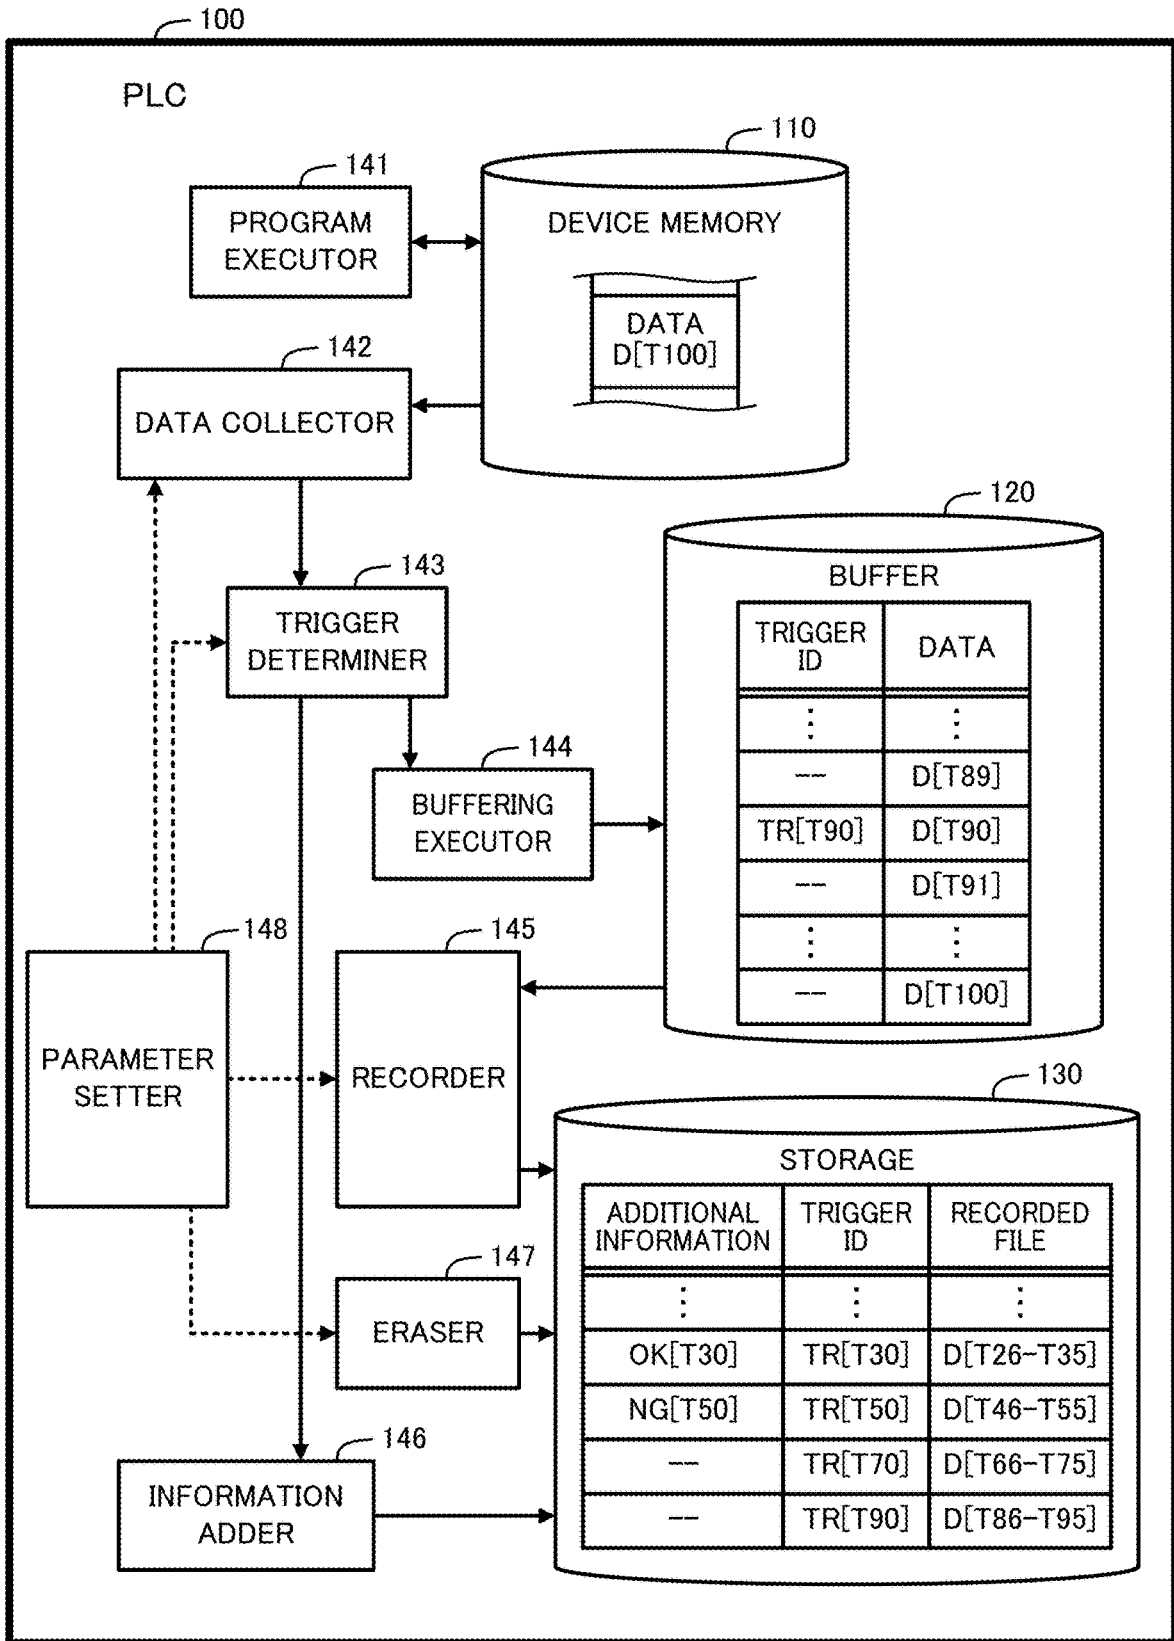 100
PLC
110
141
PROGRAM
EXECUTOR
DEVICE MEMORY
DATA
D[T100]
142
DATA COLLECTOR
120
BUFFER
TRIGGER ID DATA
⋮ ⋮
-- D[T89]
TR[T90] D[T90]
-- D[T91]
⋮ ⋮
-- D[T100]
143
TRIGGER
DETERMINER
144
BUFFERING
EXECUTOR
148
PARAMETER
SETTER
145
RECORDER
130
STORAGE
ADDITIONAL INFORMATION TRIGGER ID RECORDED FILE
⋮ ⋮ ⋮
OK[T30] TR[T30] D[T26-T35]
NG[T50] TR[T50] D[T46-T55]
-- TR[T70] D[T66-T75]
-- TR[T90] D[T86-T95]
147
ERASER
146
INFORMATION
ADDER